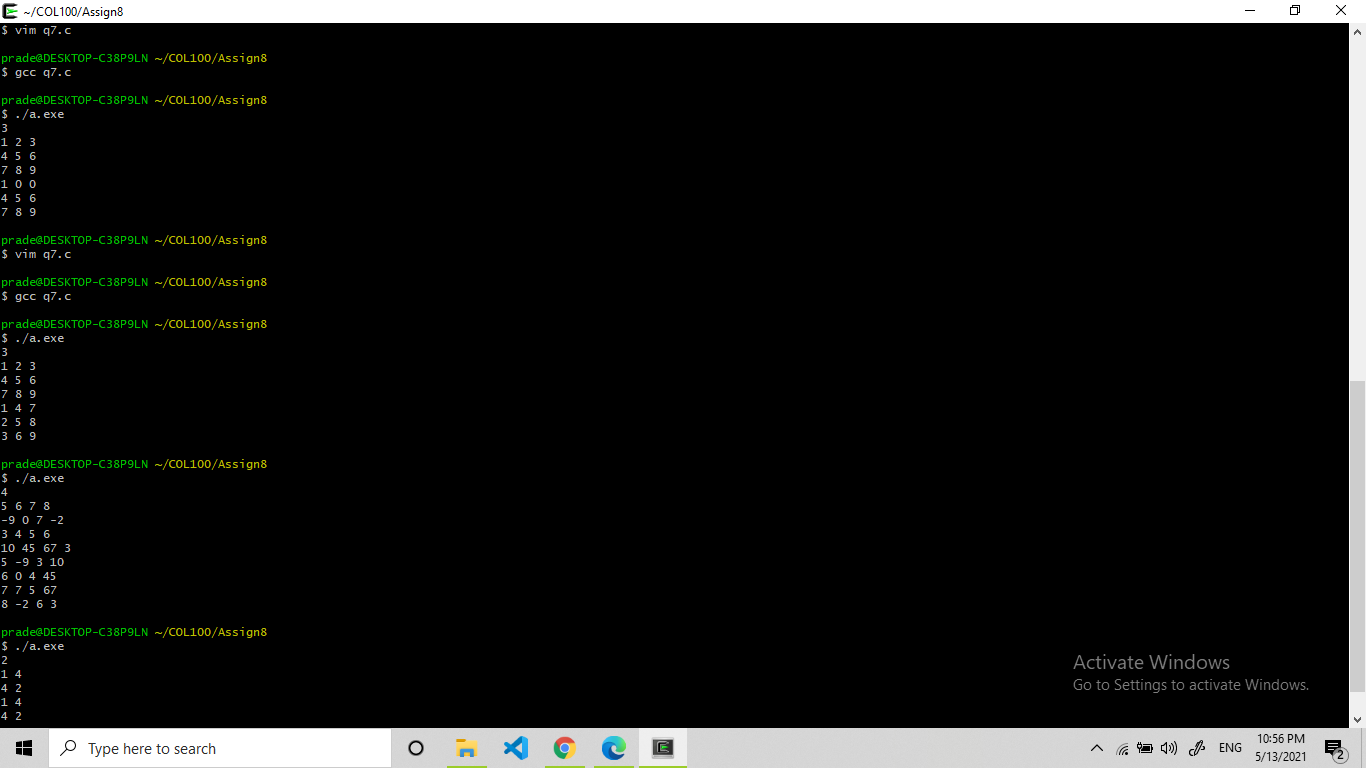 ~/COL100/Assign8
$ vim q7.c
prade@DESKTOP-C38P9LN ~/COL100/Assign8
$ gcc q7.c
prade@DESKTOP-C38P9LN ~/COL100/Assign8
$ ./a.exe
3
1 2 3
4 5 6
7 8 9
1 0 0
4 5 6
7 8 9
prade@DESKTOP-C38P9LN ~/COL100/Assign8
$ vim q7.c
prade@DESKTOP-C38P9LN ~/COL100/Assign8
$ gcc q7.c
prade@DESKTOP-C38P9LN ~/COL100/Assign8
$ ./a.exe
3
1 2 3
4 5 6
7 8 9
1 4 7
2 5 8
3 6 9
prade@DESKTOP-C38P9LN ~/COL100/Assign8
$ ./a.exe
4
5 6 7 8
-9 0 7 -2
3 4 5 6
10 45 67 3
5 -9 3 10
6 0 4 45
7 7 5 67
8 -2 6 3
prade@DESKTOP-C38P9LN ~/COL100/Assign8
$ ./a.exe
2
1 4
4 2
1 4
4 2
Activate Windows
Go to Settings to activate Windows.
Type here to search
ENG
10:56 PM
5/13/2021
2